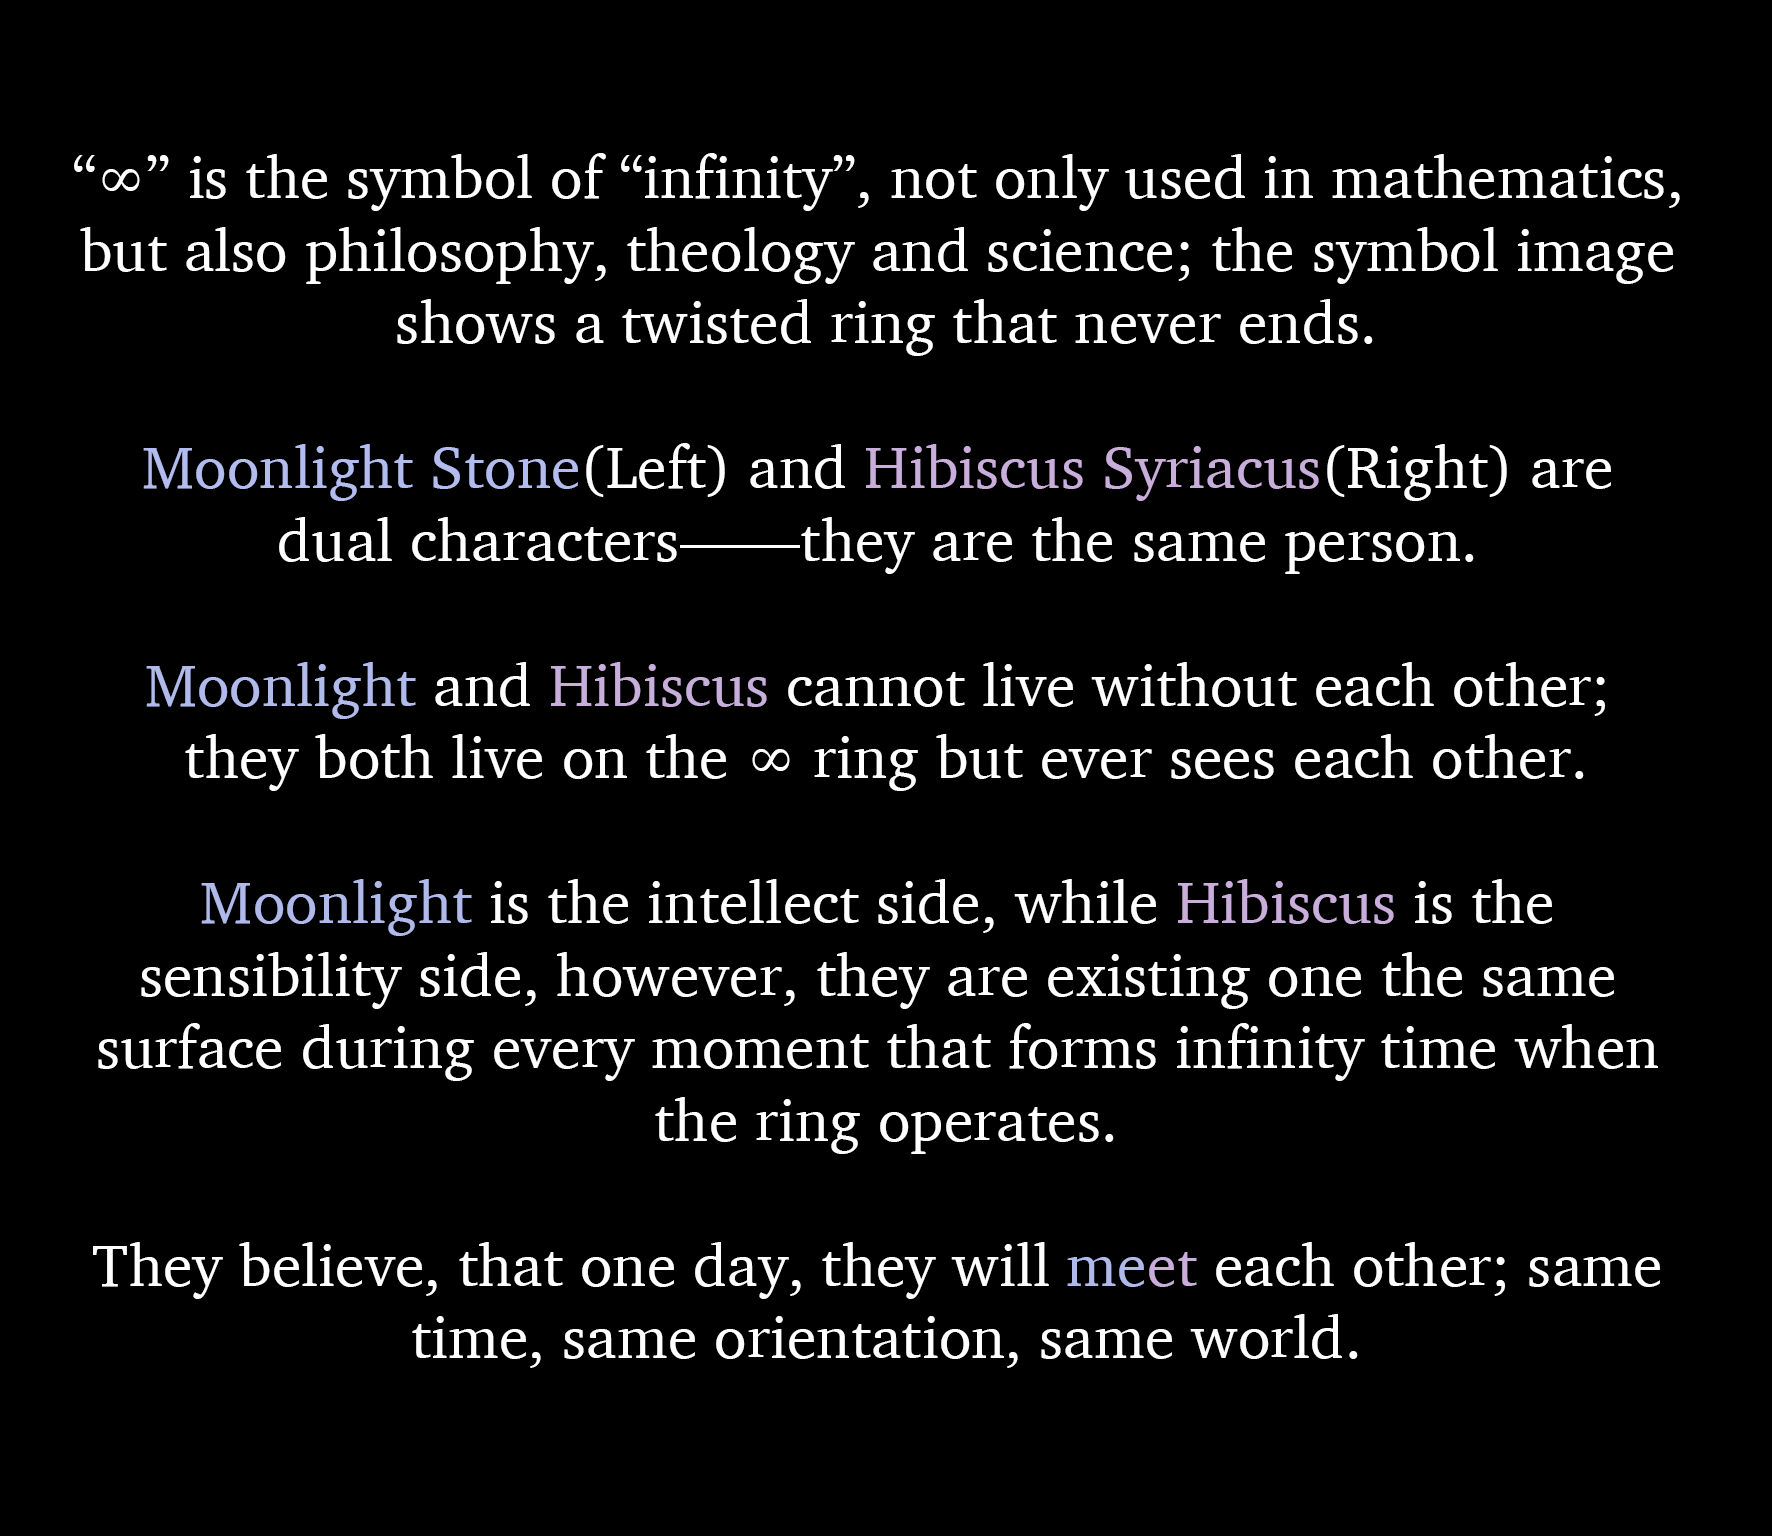 “∞” is the symbol of “infinity”, not only used in mathematics,
but also philosophy, theology and science; the symbol image
shows a twisted ring that never ends.
Moonlight Stone(Left) and Hibiscus Syriacus(Right) are
dual characters——they are the same person.
Moonlight and Hibiscus cannot live without each other;
they both live on the ∞ ring but ever sees each other.
Moonlight is the intellect side, while Hibiscus is the
sensibility side, however, they are existing one the same
surface during every moment that forms infinity time when
the ring operates.
They believe, that one day, they will meet each other; same
time, same orientation, same world.